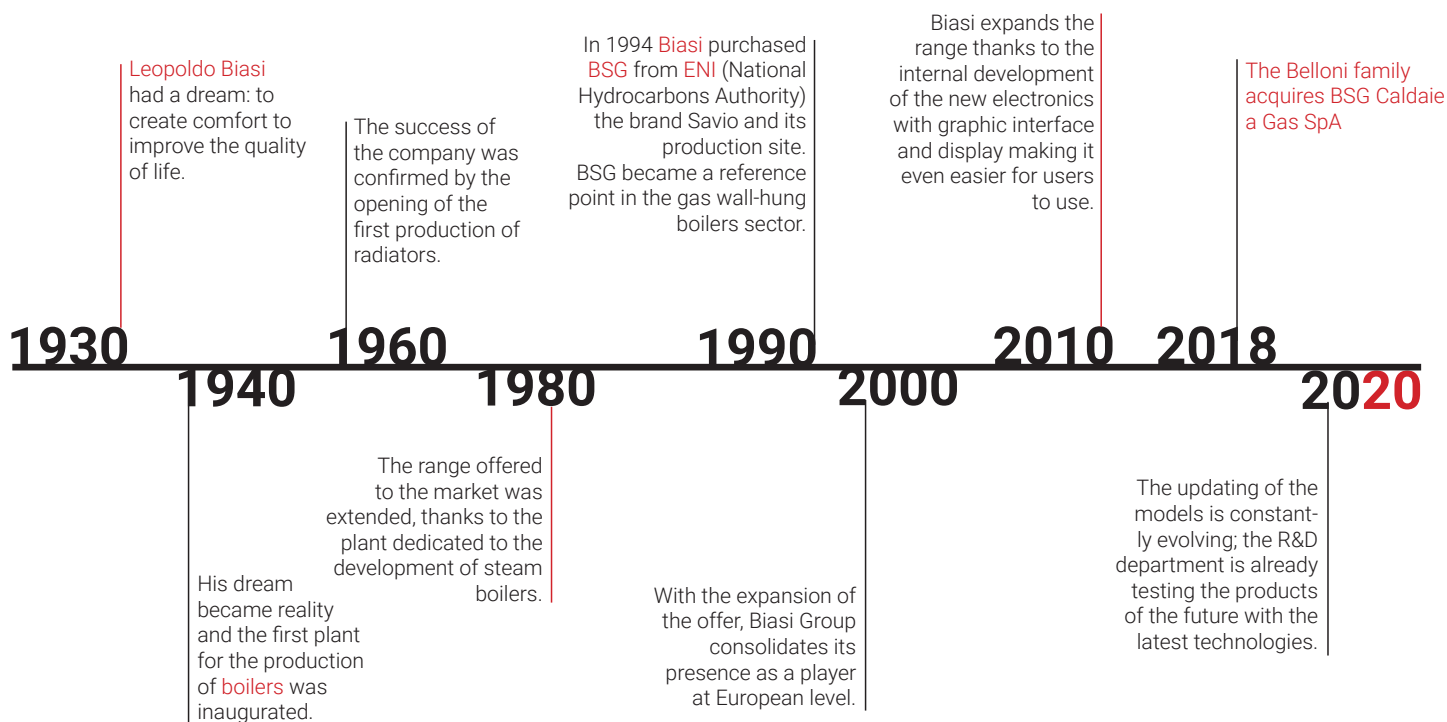 Leopoldo Biasi
had a dream: to
create comfort to
improve the quality
of life.
The success of
the company was
confirmed by the
opening of the
first production of
radiators.
In 1994 Biasi purchased
BSG from ENI (National
Hydrocarbons Authority)
the brand Savio and its
production site.
BSG became a reference
point in the gas wall-hung
boilers sector.
Biasi expands the
range thanks to the
internal development
of the new electronics
with graphic interface
and display making it
even easier for users
to use.
The Belloni family
acquires BSG Caldaie
a Gas SpA
1930
1960
1990
2010
2018
1940
1980
2000
2020
His dream
became reality
and the first plant
for the production
of boilers was
inaugurated.
The range offered
to the market was
extended, thanks to the
plant dedicated to the
development of steam
boilers.
With the expansion of
the offer, Biasi Group
consolidates its
presence as a player
at European level.
The updating of the
models is constant-
ly evolving; the R&D
department is already
testing the products
of the future with the
latest technologies.